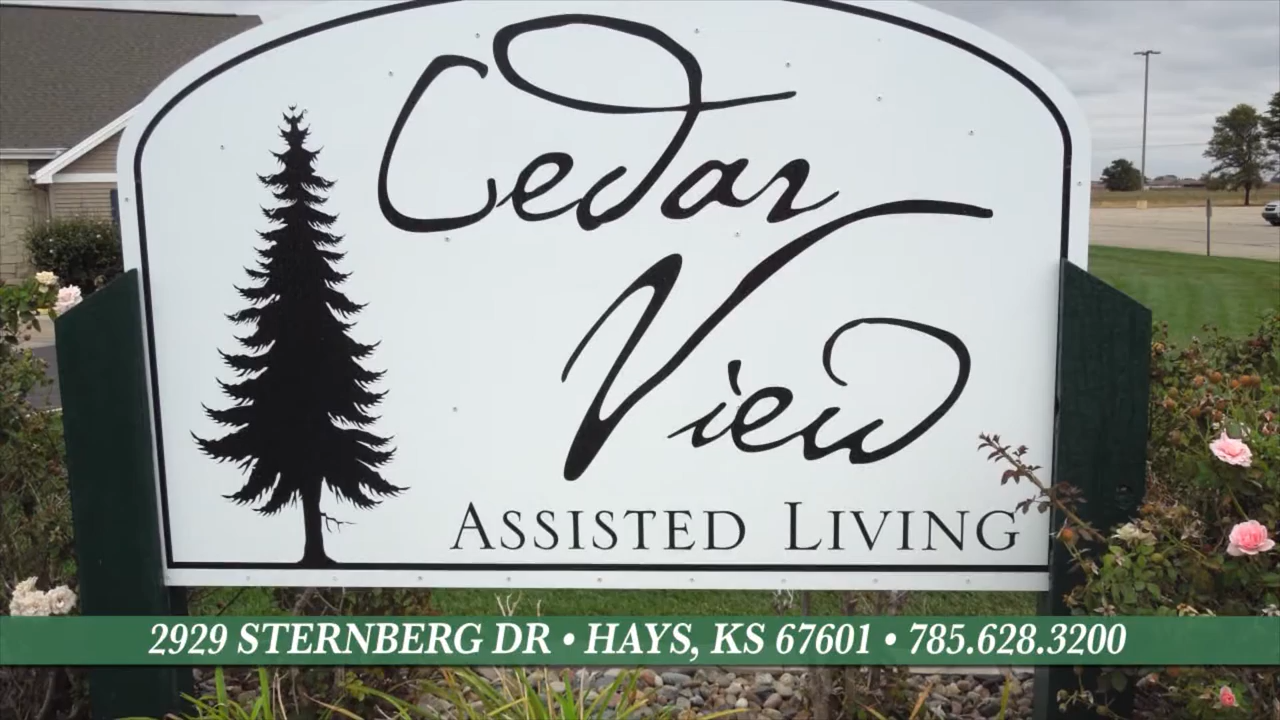 Cedar
View
ASSISTED LIVING
2929 STERNBERG DR • HAYS, KS 67601 • 785.628.3200